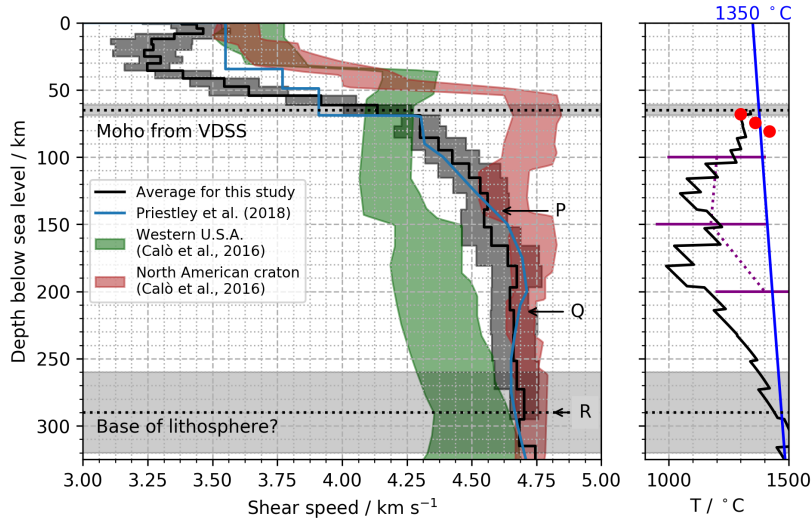 1350 °C
0
50
100
150
200
250
300
Depth below sea level / km
Moho from VDSS
Average for this study
Priestley et al. (2018)
Western U.S.A.
(Calò et al., 2016)
North American craton
(Calò et al., 2016)
P
Q
R
Base of lithosphere?
3.00
3.25
3.50
3.75
4.00
4.25
4.50
4.75
5.00
Shear speed / km s⁻¹
1000
1500
T / °C